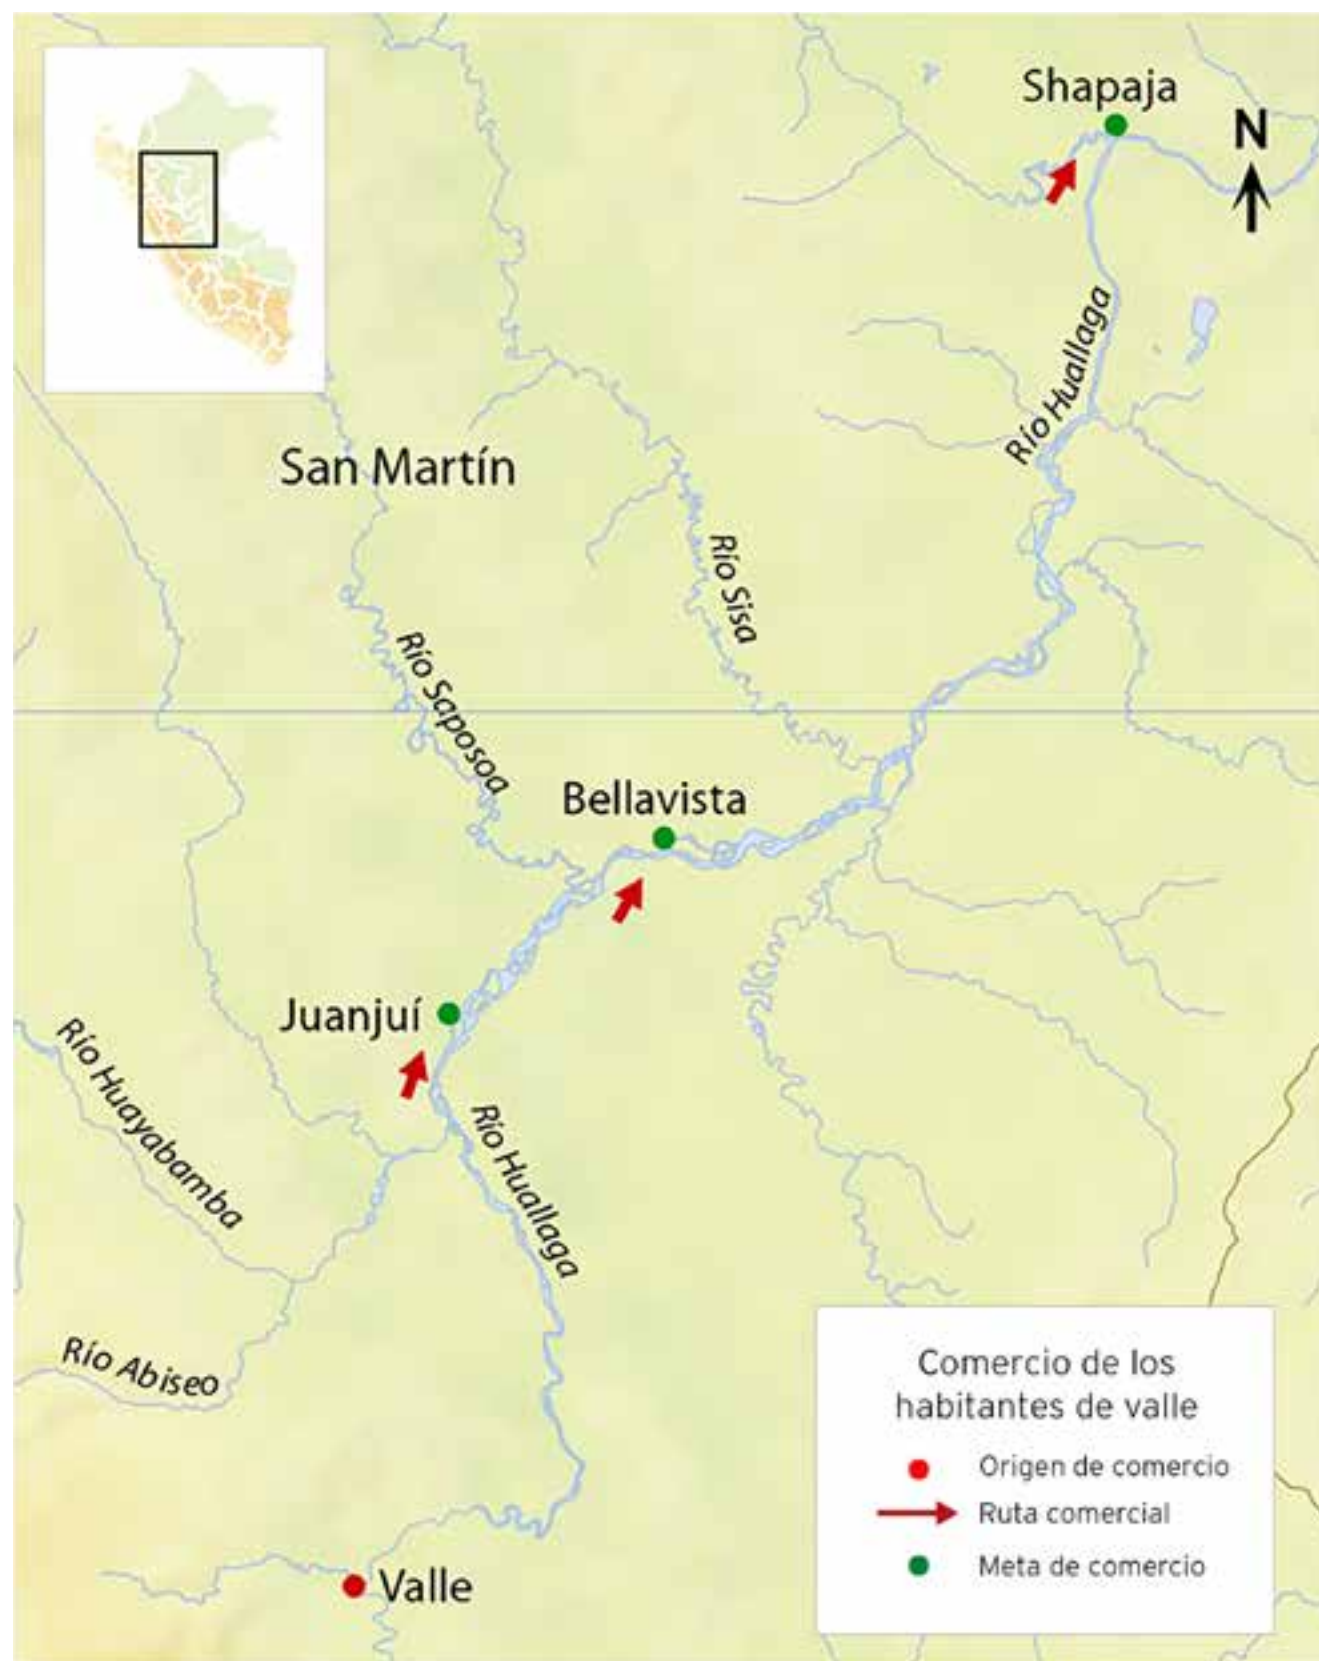 Shapaja
N
Río Huallaga
San Martín
Río Sisa
Río Saposoa
Bellavista
Juanjuí
Río Huayabamba
Río Huallaga
Río Abiseo
Valle
Comercio de los
habitantes de valle
Origen de comercio
Ruta comercial
Meta de comercio